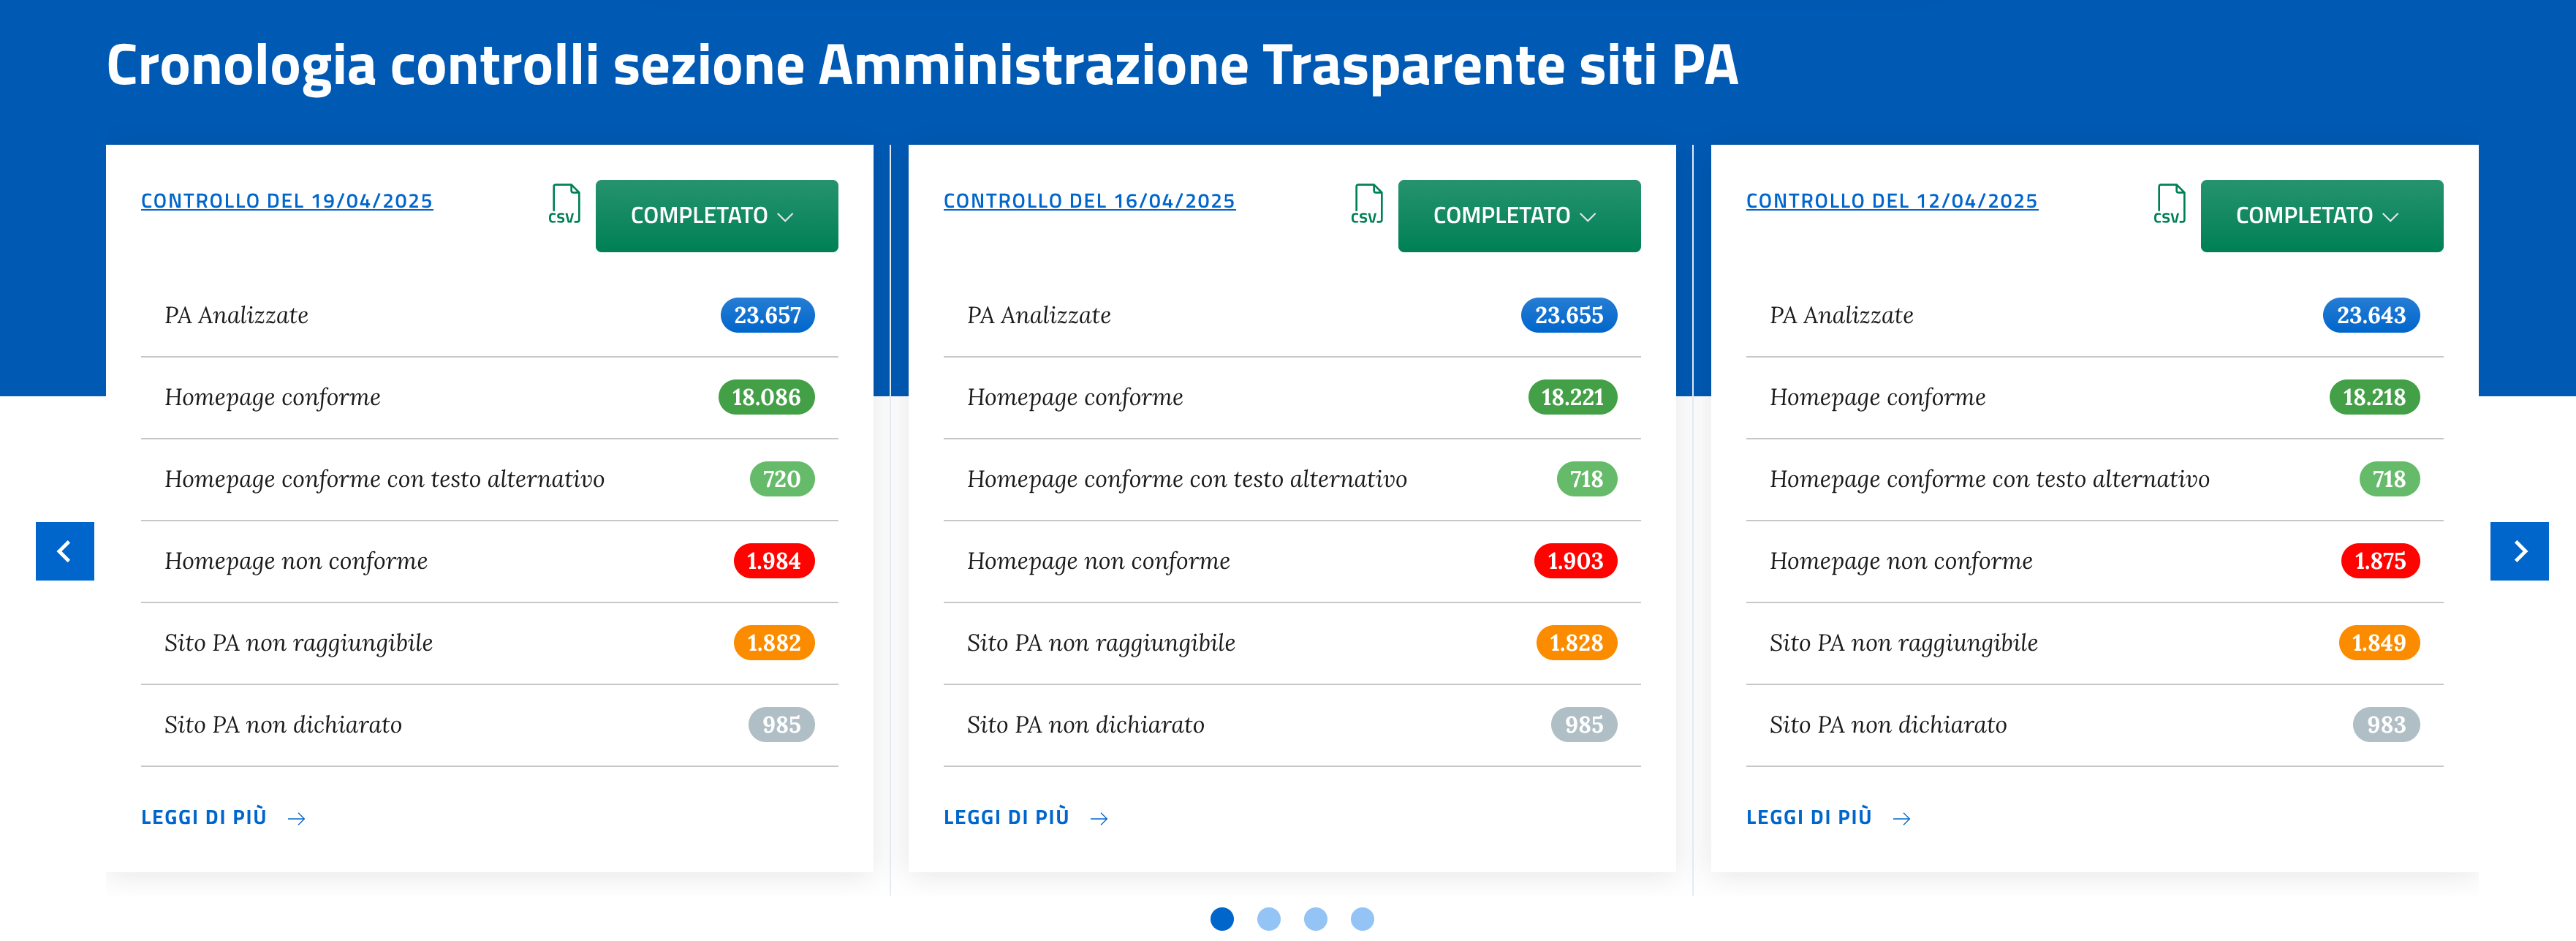 Cronologia controlli sezione Amministrazione Trasparente siti PA
CONTROLLO DEL 19/04/2025
CSV
COMPLETATO
PA Analizzate 23.657
Homepage conforme 18.086
Homepage conforme con testo alternativo 720
Homepage non conforme 1.984
Sito PA non raggiungibile 1.882
Sito PA non dichiarato 985
LEGGI DI PIÙ
CONTROLLO DEL 16/04/2025
CSV
COMPLETATO
PA Analizzate 23.655
Homepage conforme 18.221
Homepage conforme con testo alternativo 718
Homepage non conforme 1.903
Sito PA non raggiungibile 1.828
Sito PA non dichiarato 985
LEGGI DI PIÙ
CONTROLLO DEL 12/04/2025
CSV
COMPLETATO
PA Analizzate 23.643
Homepage conforme 18.218
Homepage conforme con testo alternativo 718
Homepage non conforme 1.875
Sito PA non raggiungibile 1.849
Sito PA non dichiarato 983
LEGGI DI PIÙ